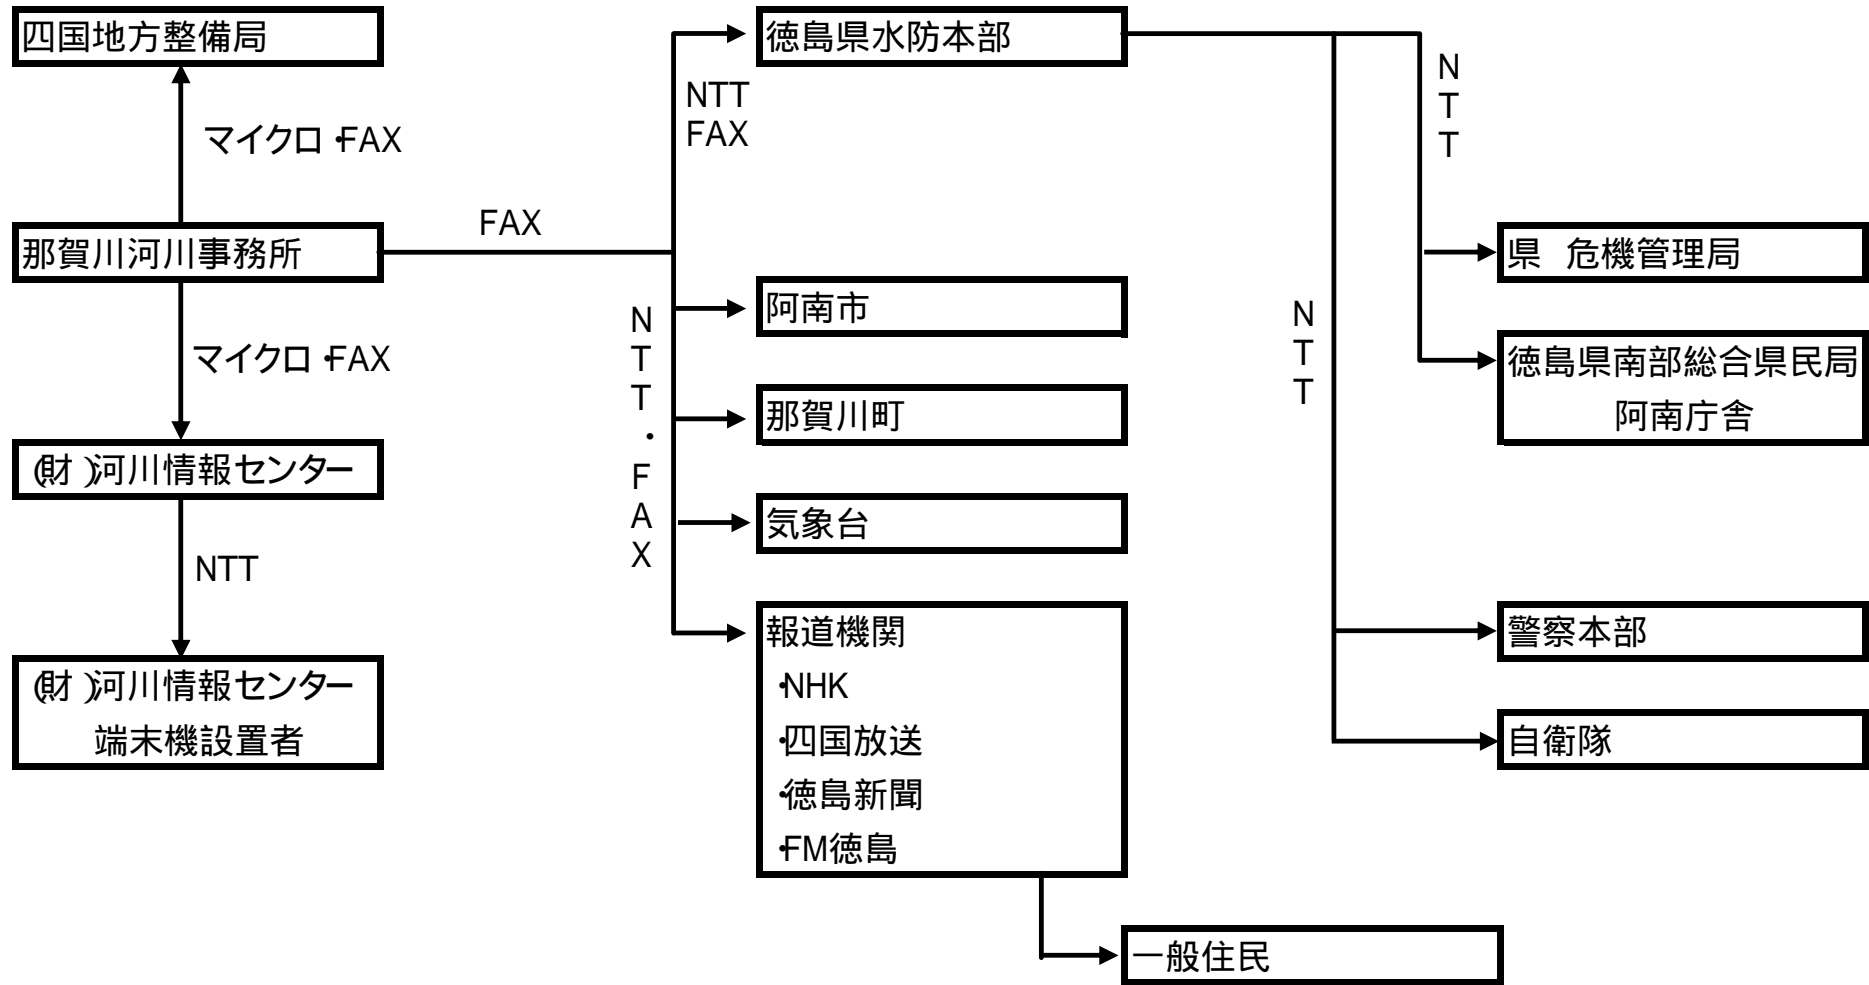 四国地方整備局
マイクロ・FAX
那賀川河川事務所
マイクロ・FAX
(財)河川情報センター
NTT
(財)河川情報センター
端末機設置者
FAX
NTT
FAX
NTT・FAX
徳島県水防本部
阿南市
那賀川町
気象台
報道機関
・NHK
・四国放送
・徳島新聞
・FM徳島
一般住民
NTT
NTT
県　危機管理局
徳島県南部総合県民局
阿南庁舎
警察本部
自衛隊